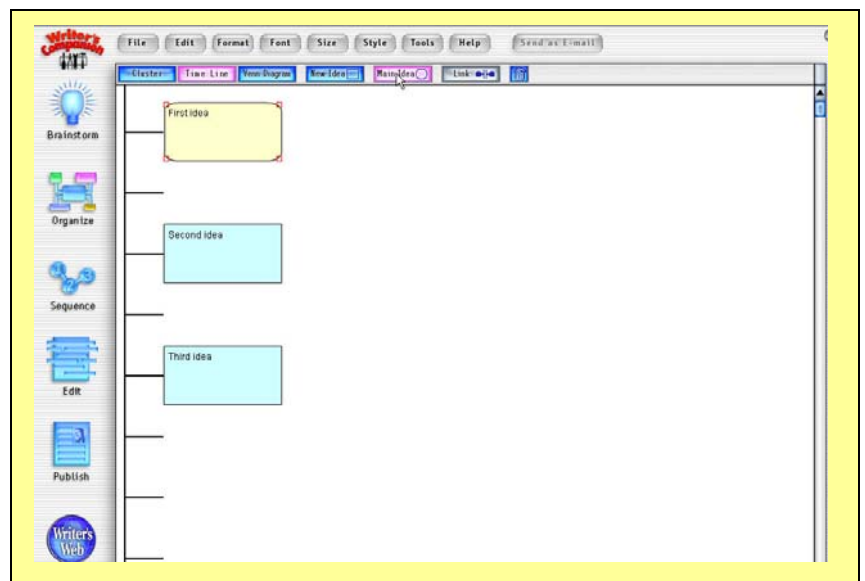 Writer's
Companion
File Edit Format Font Size Style Tools Help Send as E-mail
Cluster Time Line Venn Diagram New Idea Main Idea Link
Brainstorm
Organize
Sequence
Edit
Publish
Writer's
Web
First idea
Second idea
Third idea